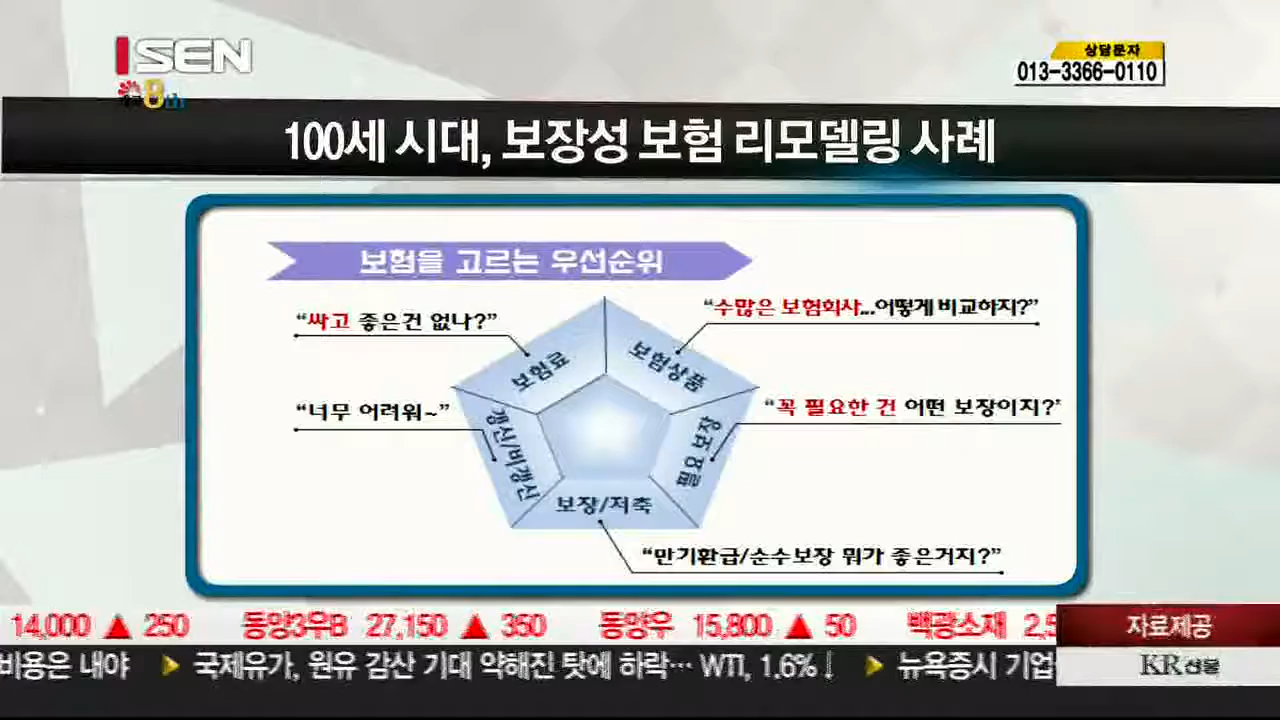 SEN
8th
상담문자
013-3366-0110
100세 시대, 보장성 보험 리모델링 사례
보험을 고르는 우선순위
“싸고 좋은건 없나?”
“수많은 보험회사...어떻게 비교하지?”
보험료
보험상품
“너무 어려워~”
“꼭 필요한 건 어떤 보장이지?”
갱신/비갱신
필요 보장
보장/저축
“만기환급/순수보장 뭐가 좋은거지?”
14,000 ▲ 250 동양3우B 27,150 ▲ 350 동양우 15,800 ▲ 50 백광소재 2,5
자료제공
비용은 내야 ▶ 국제유가, 원유 감산 기대 약해진 탓에 하락… WTI, 1.6%↓ ▶ 뉴욕증시 기업
KR선물